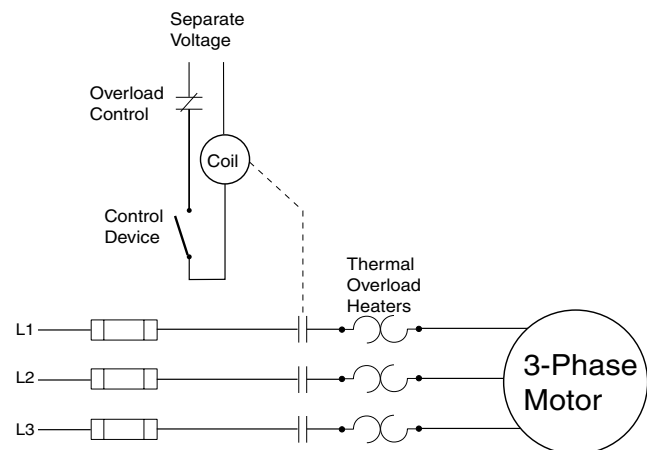 Separate
Voltage
Overload
Control
Coil
Control
Device
Thermal
Overload
Heaters
L1
L2
L3
3-Phase
Motor